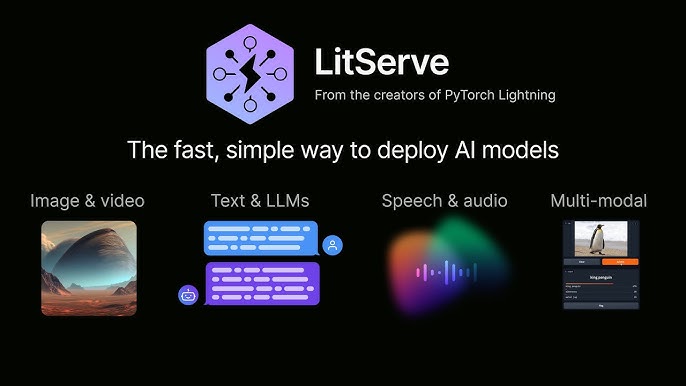 LitServe
From the creators of PyTorch Lightning
The fast, simple way to deploy AI models
Image & video
Text & LLMs
Speech & audio
Multi-modal
king penguin